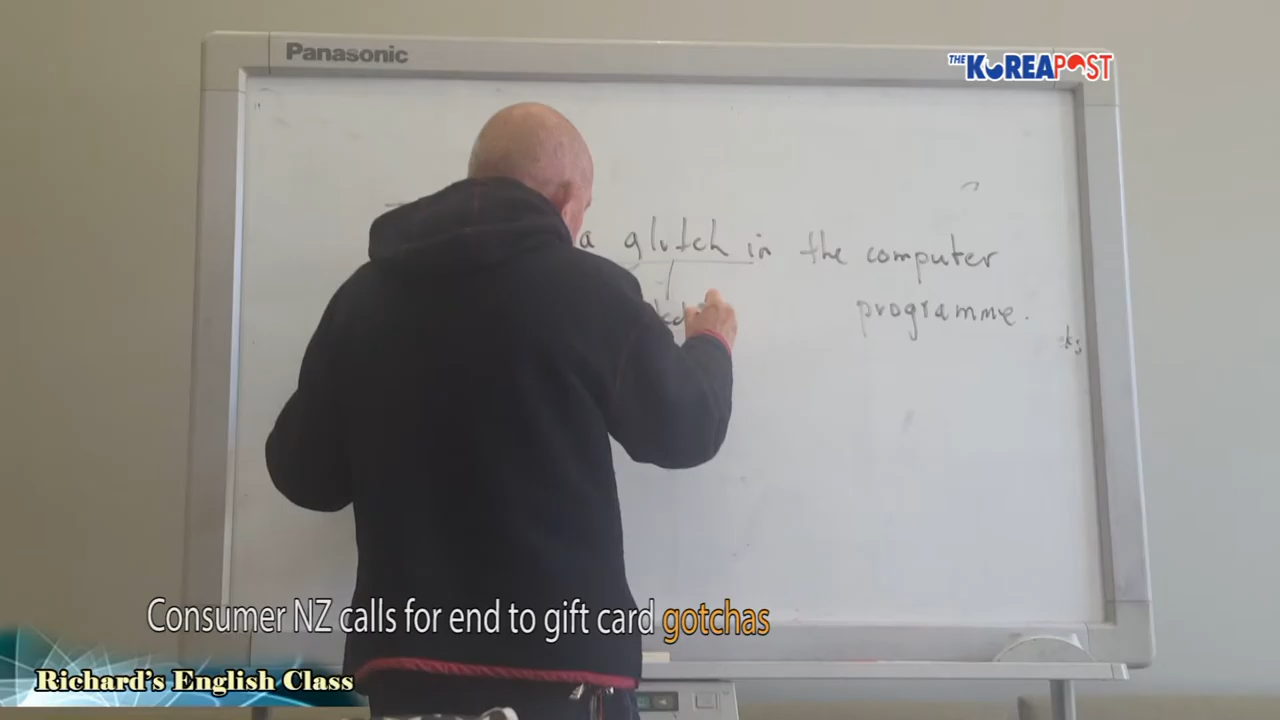 Panasonic
THE KOREAPOST
a glutch in the computer
programme.
Consumer NZ calls for end to gift card gotchas
Richard's English Class